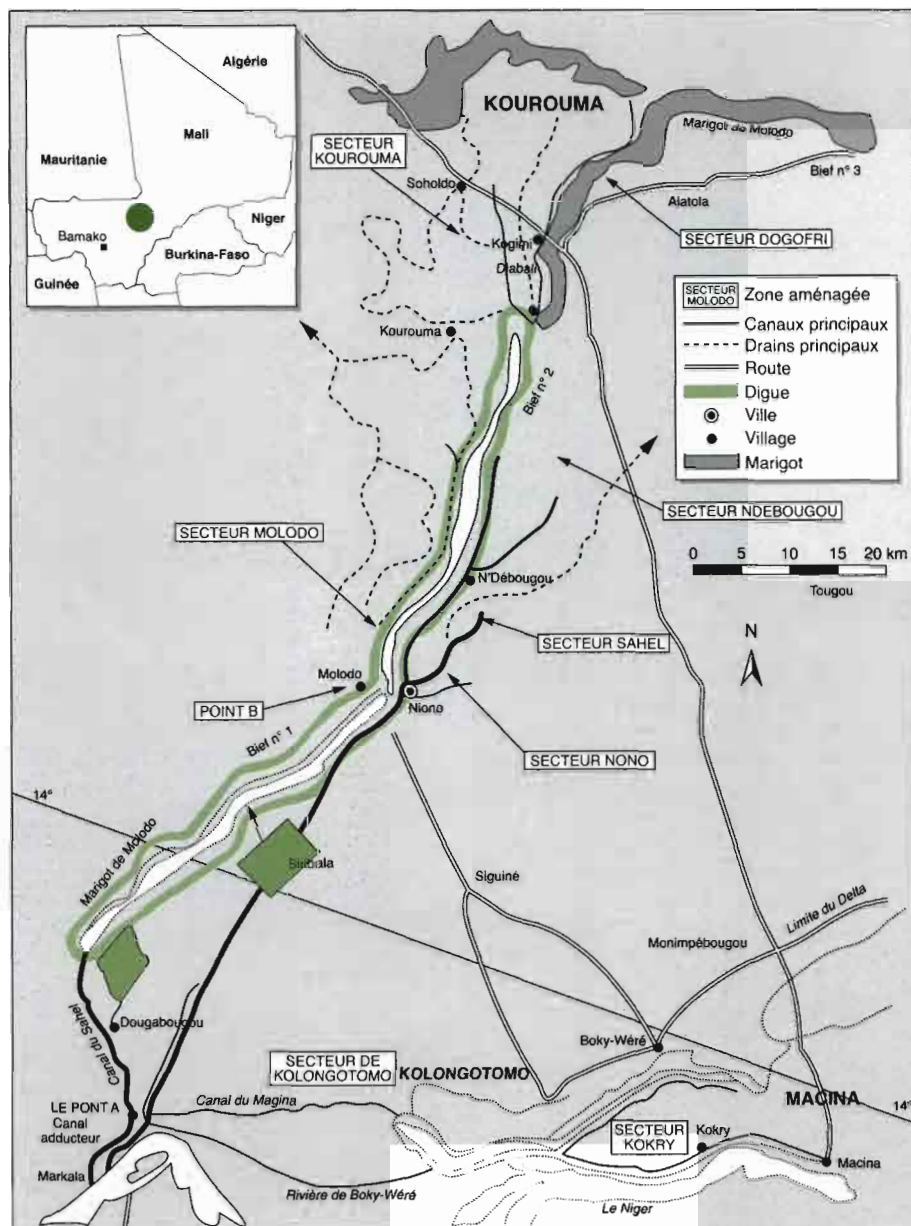 Algérie
Mali
Mauritanie
Niger
Bamako
Burkina-Faso
Guinée
KOUROUMA
SECTEUR
KOUROUMA
Marigot de Molodo
Soholdo
Bief n° 3
Aiatola
Kogimi
SECTEUR DOGOFRI
Diabali
Kourouma
SECTEUR
MOLODO
Zone aménagée
Canaux principaux
Drains principaux
Route
Digue
Ville
Village
Marigot
Bief n° 2
SECTEUR NDEBOUGOU
SECTEUR MOLODO
0 5 10 15 20 km
Tougou
N'Débougou
SECTEUR SAHEL
N
Molodo
POINT B
Niono
Bief n° 1
SECTEUR NONO
14°
Marigot de Molodo
Siribala
Siguiné
Limite du Delta
Monimpébougou
Canal du Sahel
Dougabougou
Boky-Wéré
SECTEUR DE
KOLONGOTOMO
KOLONGOTOMO
MACINA
LE PONT A
Canal
adducteur
Canal du Magina
14°
SECTEUR
KOKRY
Kokry
Markala
Macina
Rivière de Boky-Wéré
Le Niger